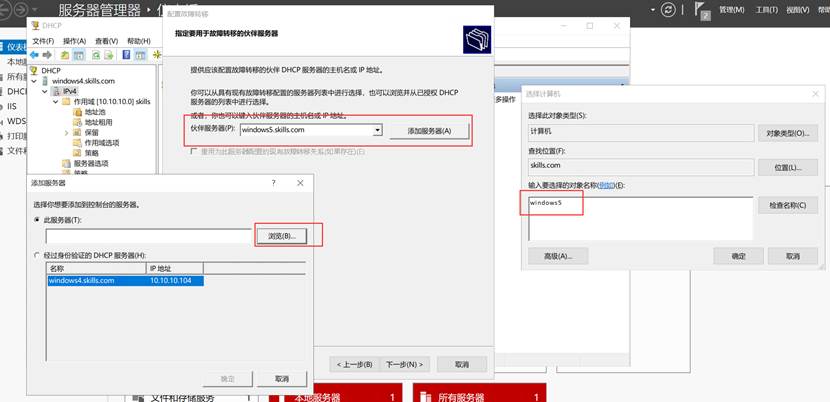 服务器管理器
管理(M)
工具(T)
视图(V)
仪表板
本地服
所有服
DHCP
IIS
WDS
打印服
文件和
DHCP
文件(F) 操作(A) 查看(V) 帮助(H)
DHCP
windows4.skills.com
IPv4
作用域 [10.10.10.0] skills
地址池
地址租用
保留
作用域选项
策略
服务器选项
策略
配置故障转移
指定要用于故障转移的伙伴服务器
提供应该配置故障转移的伙伴 DHCP 服务器的主机名或 IP 地址。
你可以从具有现有故障转移配置的服务器列表中进行选择，也可以浏览并从已授权 DHCP
服务器的列表中进行选择。
或者，你也可以键入伙伴服务器的主机名或 IP 地址。
伙伴服务器(P): windows5.skills.com 添加服务器(A)
重用为此服务器配置的现有故障转移关系(如果存在)(E)
< 上一步(B) 下一步(N) > 取消
更多操作
添加服务器 ?
选择你想要添加到控制台的服务器。
此服务器(T):
浏览(B)...
经过身份验证的 DHCP 服务器(H):
名称 IP 地址
windows4.skills.com 10.10.10.104
确定 取消
选择计算机
选择此对象类型(S):
计算机 对象类型(O)...
查找位置(F):
skills.com 位置(L)...
输入要选择的对象名称(例如)(E):
windows5 检查名称(C)
高级(A)... 确定 取消
文件和存储服务 1
本地服务器 1
所有服务器 1